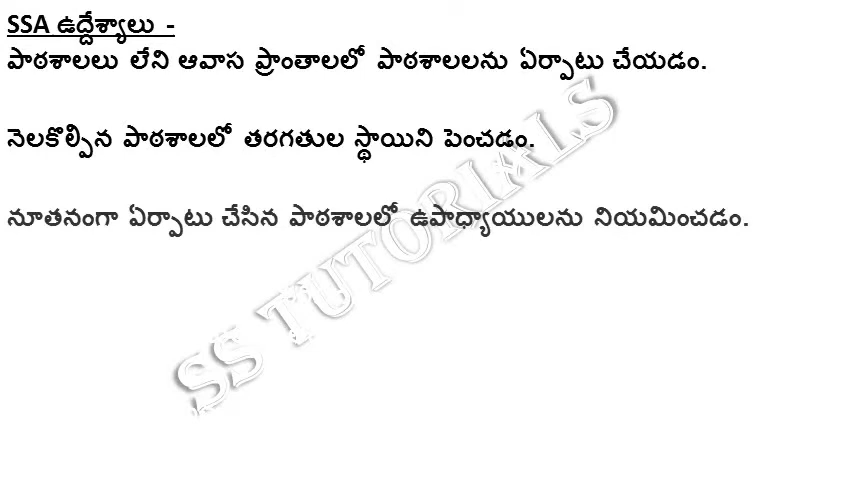 SSA ఉద్దేశ్యాలు -
పాఠశాలలు లేని ఆవాస ప్రాంతాలలో పాఠశాలలను ఏర్పాటు చేయడం.
నెలకొల్పిన పాఠశాలలో తరగతుల స్థాయిని పెంచడం.
నూతనంగా ఏర్పాటు చేసిన పాఠశాలలో ఉపాధ్యాయులను నియమించడం.
SS TUTORIALS